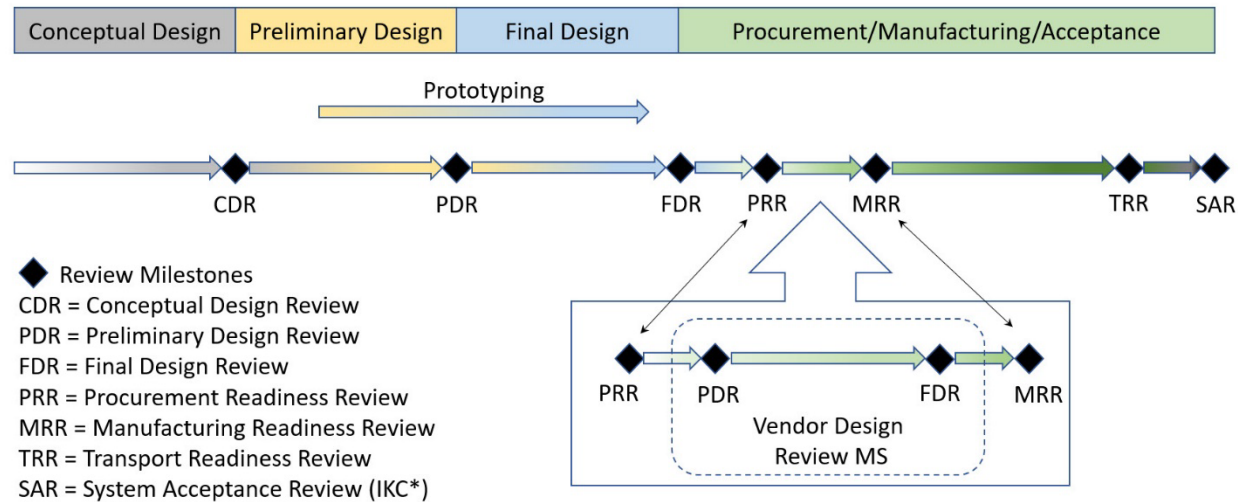 Conceptual Design
Preliminary Design
Final Design
Procurement/Manufacturing/Acceptance
Prototyping
CDR
PDR
FDR
PRR
MRR
TRR
SAR
Review Milestones
CDR = Conceptual Design Review
PDR = Preliminary Design Review
FDR = Final Design Review
PRR = Procurement Readiness Review
MRR = Manufacturing Readiness Review
TRR = Transport Readiness Review
SAR = System Acceptance Review (IKC*)
PRR
PDR
FDR
MRR
Vendor Design
Review MS